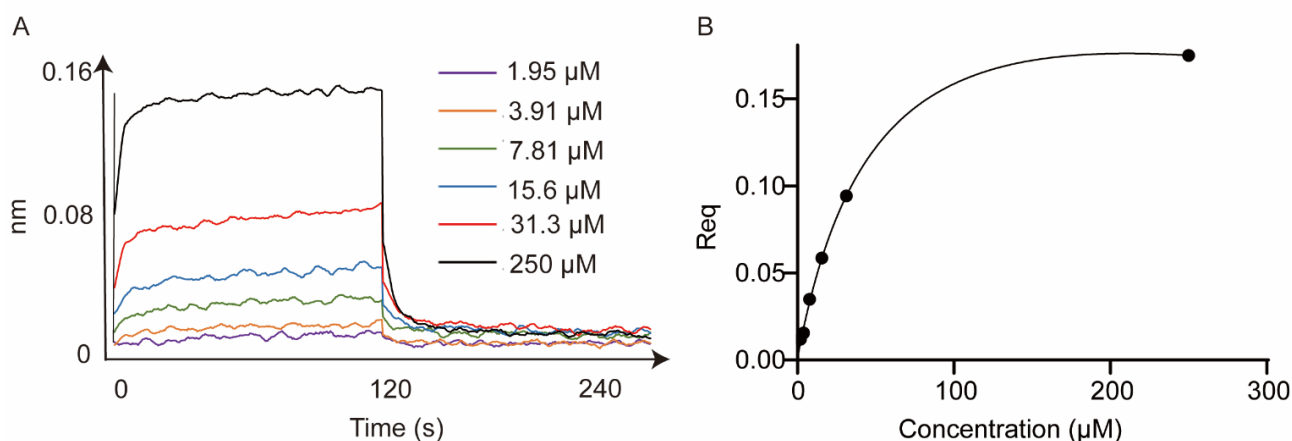 A
0.16
0.08
0
nm
0
120
240
Time (s)
1.95 µM
3.91 µM
7.81 µM
15.6 µM
31.3 µM
250 µM
B
0.15
0.10
0.05
0.00
Req
0
100
200
300
Concentration (µM)